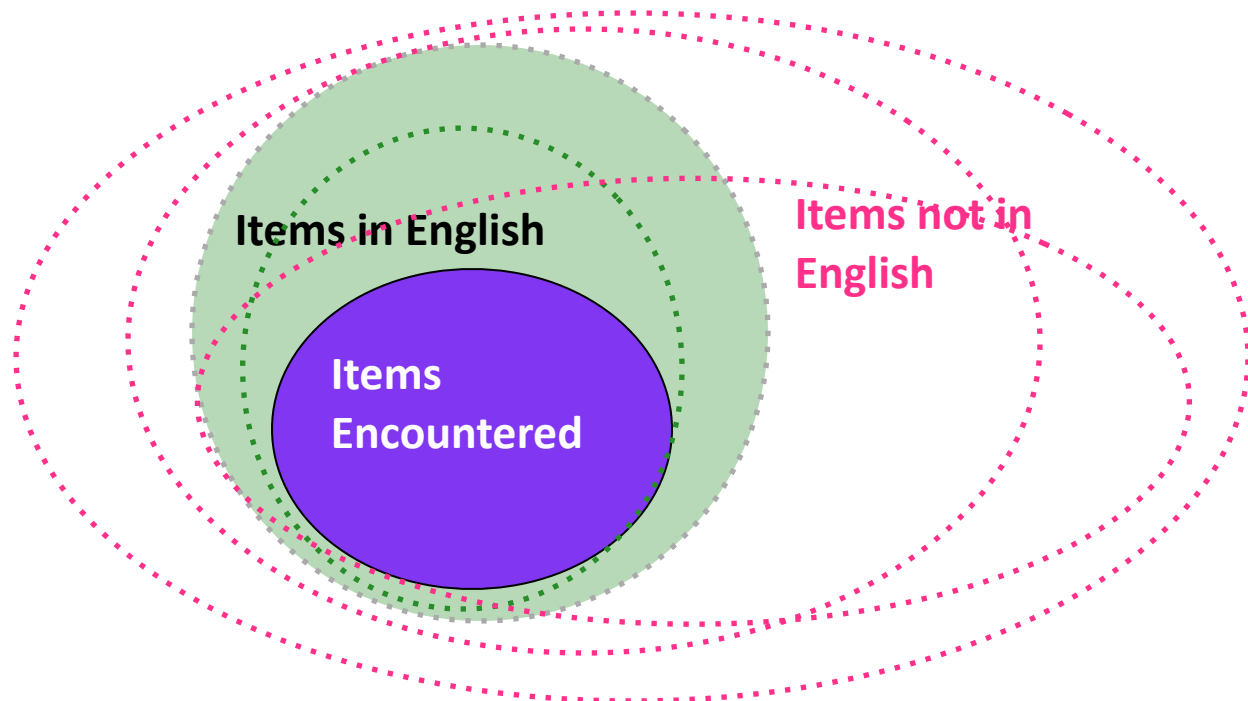 Items in English
Items not in
English
Items
Encountered